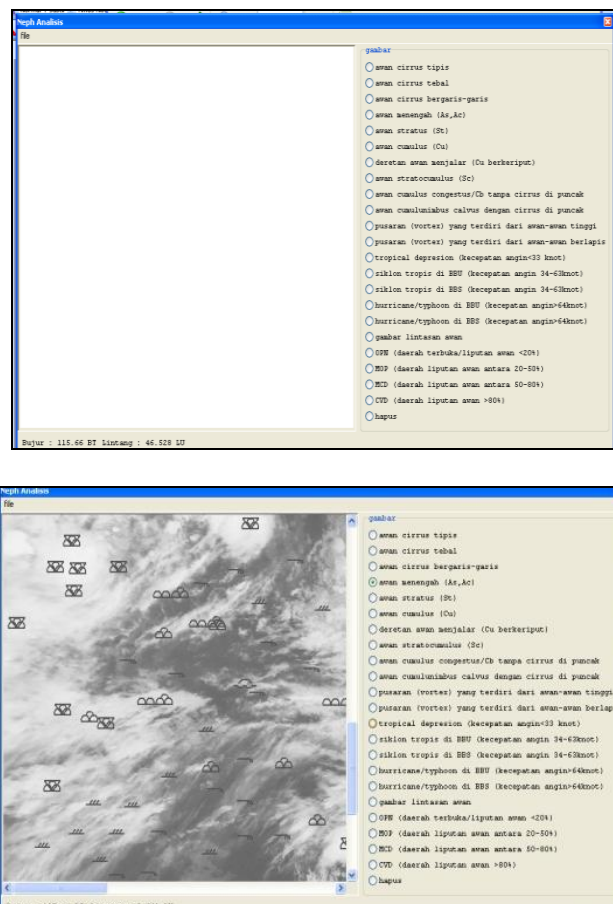 Neph Analisis
file
gambar
awan cirrus tipis
awan cirrus tebal
awan cirrus bergaris-garis
awan menengah (As,Ac)
awan stratus (St)
awan cumulus (Cu)
deretan awan menjalar (Cu berkeriput)
awan stratocumulus (Sc)
awan cumulus congestus/Cb tanpa cirrus di puncak
awan cumulunimbus calvus dengan cirrus di puncak
pusaran (vortex) yang terdiri dari awan-awan tinggi
pusaran (vortex) yang terdiri dari awan-awan berlapis
tropical depresion (kecepatan angin<33 knot)
siklon tropis di BBU (kecepatan angin 34-63knot)
siklon tropis di BBS (kecepatan angin 34-63knot)
hurricane/typhoon di BBU (kecepatan angin>64knot)
hurricane/typhoon di BBS (kecepatan angin>64knot)
gambar lintasan awan
OPN (daerah terbuka/liputan awan <20%)
MOP (daerah liputan awan antara 20-50%)
MCD (daerah liputan awan antara 50-80%)
CVD (daerah liputan awan >80%)
hapus
Bujur : 115.66 BT Lintang : 46.528 LU
Neph Analisis
file
gambar
awan cirrus tipis
awan cirrus tebal
awan cirrus bergaris-garis
awan menengah (As,Ac)
awan stratus (St)
awan cumulus (Cu)
deretan awan menjalar (Cu berkeriput)
awan stratocumulus (Sc)
awan cumulus congestus/Cb tanpa cirrus di puncak
awan cumulunimbus calvus dengan cirrus di puncak
pusaran (vortex) yang terdiri dari awan-awan tinggi
pusaran (vortex) yang terdiri dari awan-awan berlap
tropical depresion (kecepatan angin<33 knot)
siklon tropis di BBU (kecepatan angin 34-63knot)
siklon tropis di BBS (kecepatan angin 34-63knot)
hurricane/typhoon di BBU (kecepatan angin>64knot)
hurricane/typhoon di BBS (kecepatan angin>64knot)
gambar lintasan awan
OPN (daerah terbuka/liputan awan <20%)
MOP (daerah liputan awan antara 20-50%)
MCD (daerah liputan awan antara 50-80%)
CVD (daerah liputan awan >80%)
hapus